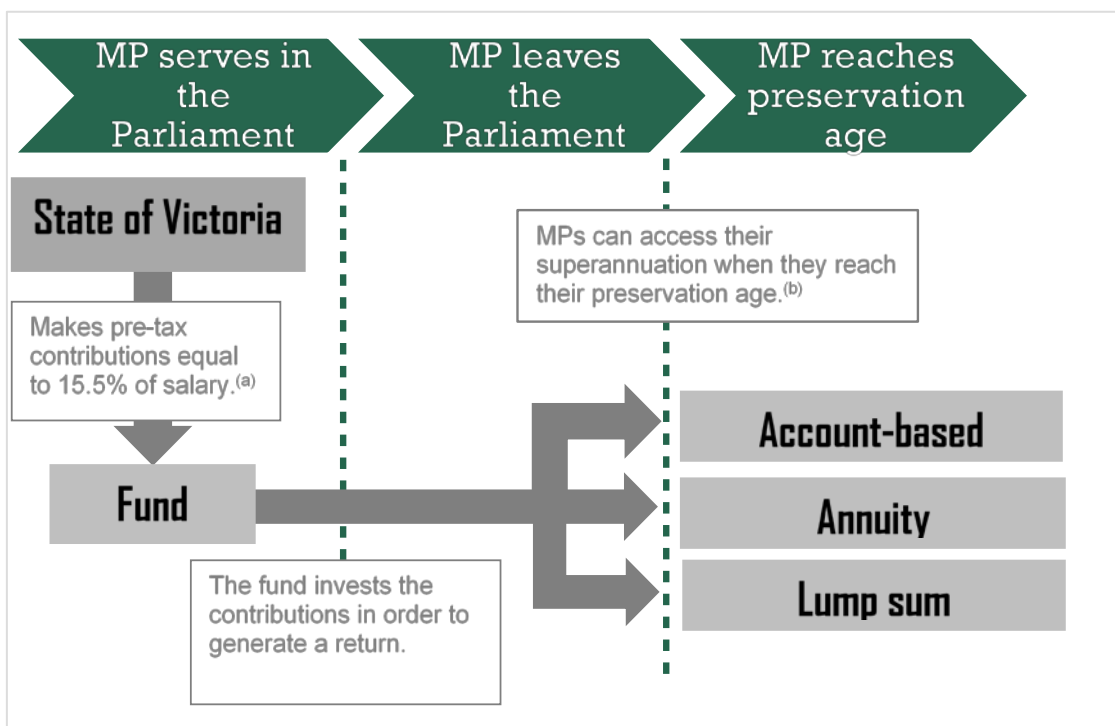 MP serves in
the
Parliament
MP leaves
the
Parliament
MP reaches
preservation
age
State of Victoria
MPs can access their
superannuation when they reach
their preservation age.(b)
Makes pre-tax
contributions equal
to 15.5% of salary.(a)
Account-based
Fund
Annuity
The fund invests the
contributions in order to
generate a return.
Lump sum